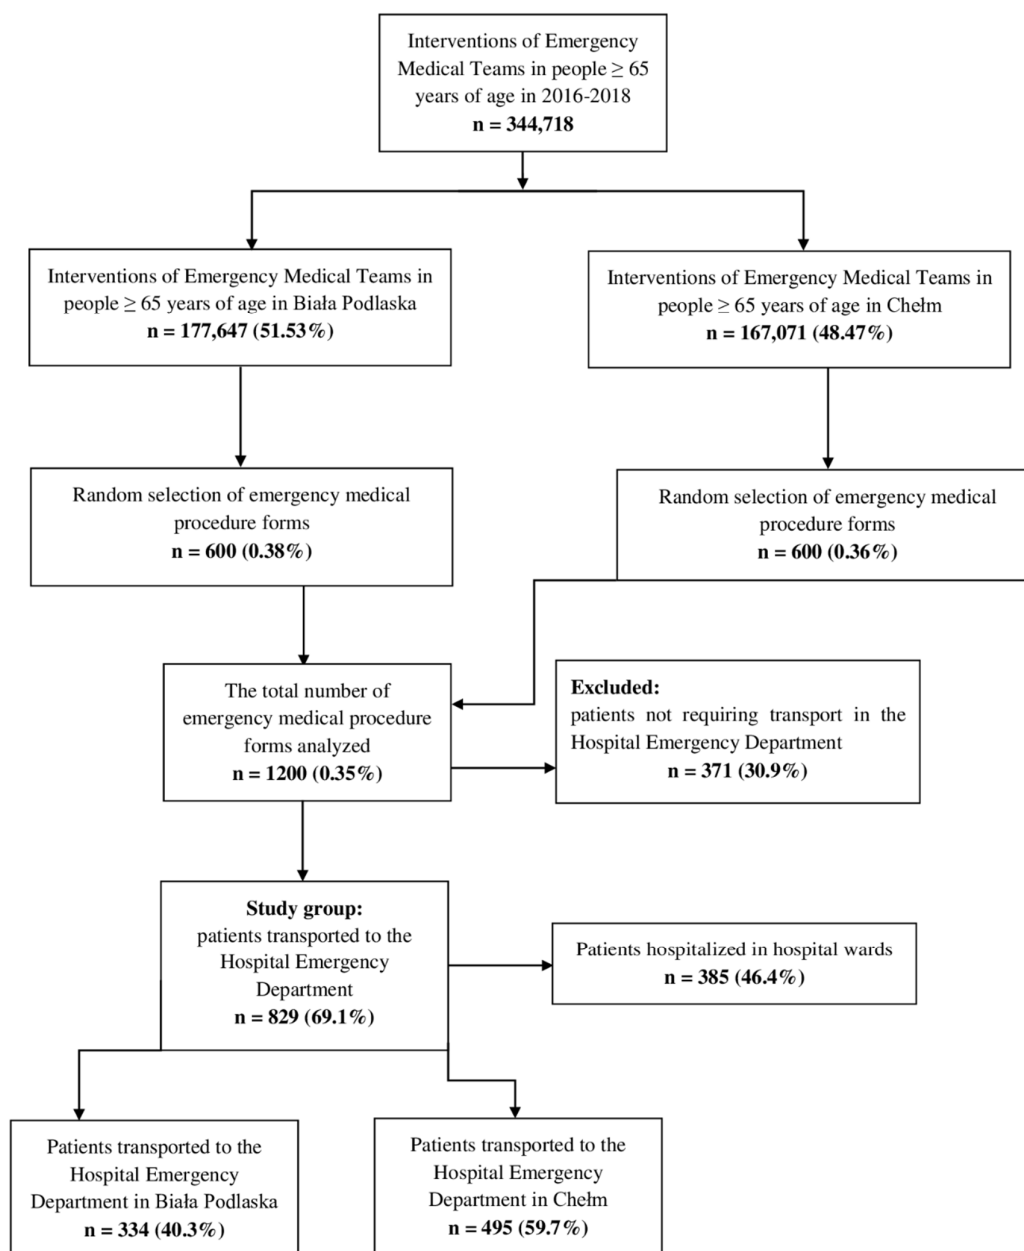 Interventions of Emergency
Medical Teams in people ≥ 65
years of age in 2016-2018
n = 344,718
Interventions of Emergency Medical Teams in
people ≥ 65 years of age in Biała Podlaska
n = 177,647 (51.53%)
Interventions of Emergency Medical Teams in
people ≥ 65 years of age in Chełm
n = 167,071 (48.47%)
Random selection of emergency medical
procedure forms
n = 600 (0.38%)
Random selection of emergency medical
procedure forms
n = 600 (0.36%)
The total number of
emergency medical procedure
forms analyzed
n = 1200 (0.35%)
Excluded:
patients not requiring transport in the
Hospital Emergency Department
n = 371 (30.9%)
Study group:
patients transported to the
Hospital Emergency
Department
n = 829 (69.1%)
Patients hospitalized in hospital wards
n = 385 (46.4%)
Patients transported to the
Hospital Emergency
Department in Biała Podlaska
n = 334 (40.3%)
Patients transported to the
Hospital Emergency
Department in Chełm
n = 495 (59.7%)